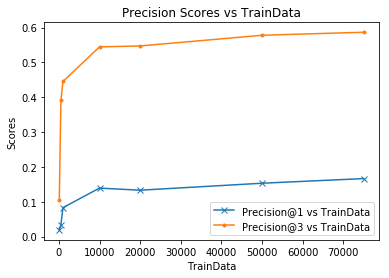 Precision Scores vs TrainData
0.6
0.5
0.4
0.3
0.2
0.1
0.0
Scores
Precision@1 vs TrainData
Precision@3 vs TrainData
0 10000 20000 30000 40000 50000 60000 70000
TrainData